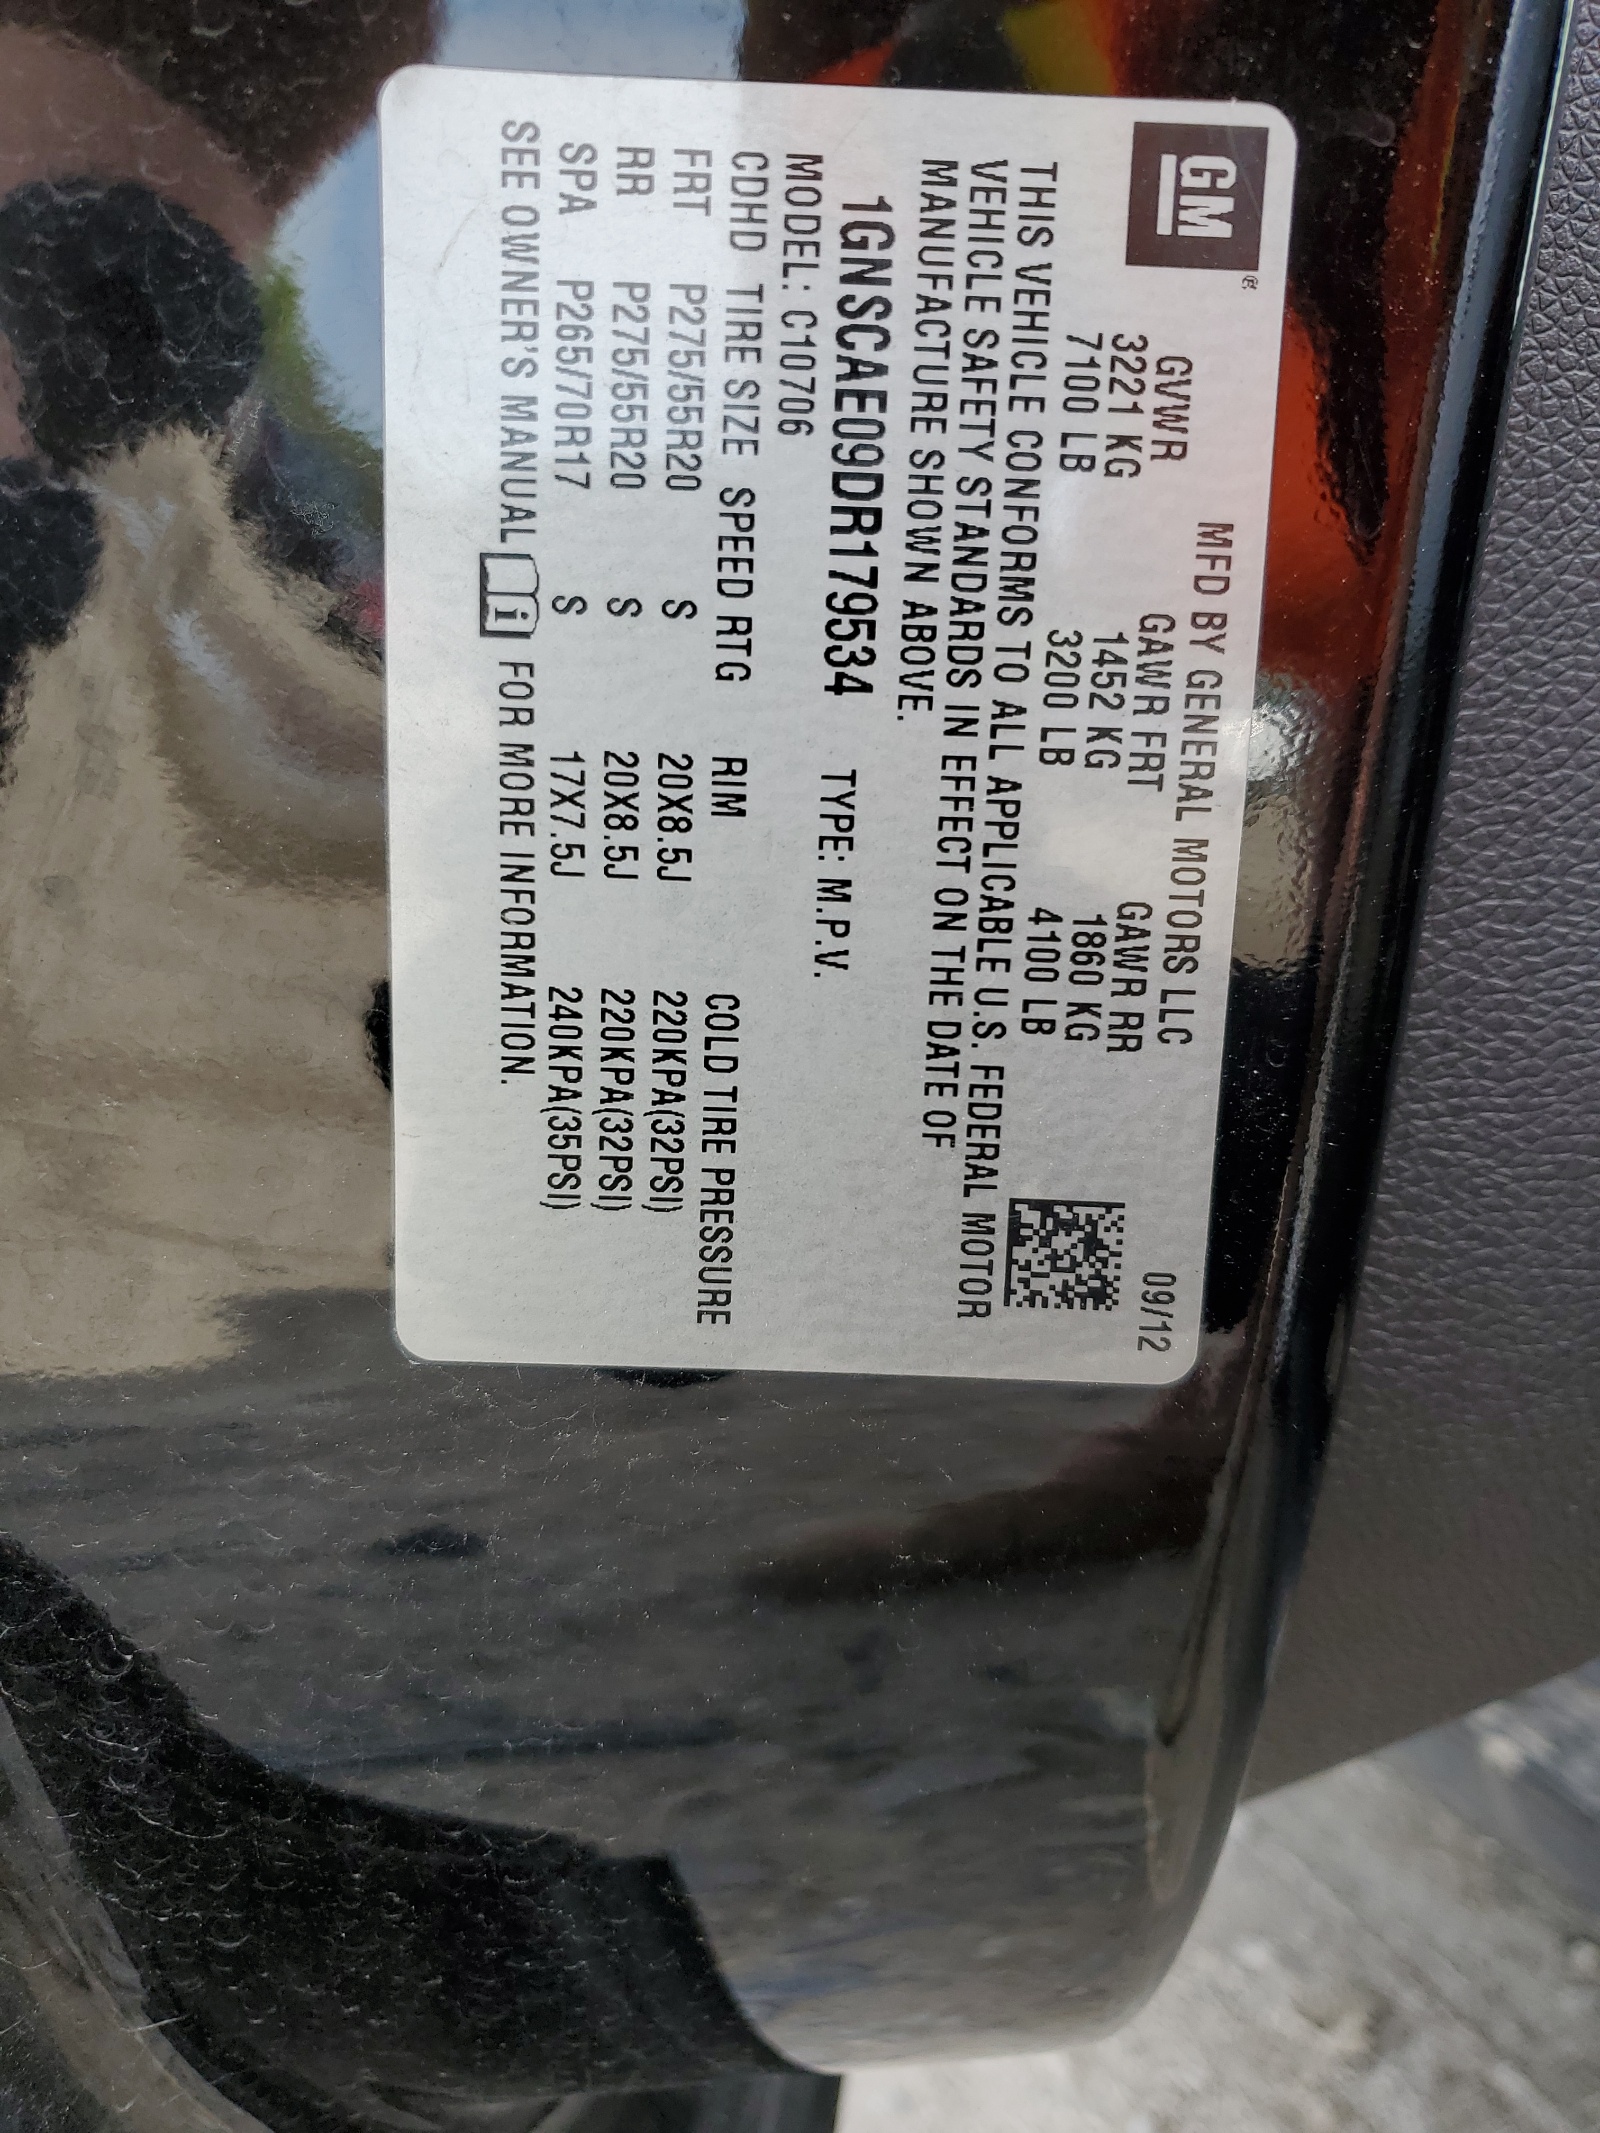 GM®
MFD BY GENERAL MOTORS LLC 09/12
GVWR GAWR FRT GAWR RR
3221 KG 1452 KG 1860 KG
7100 LB 3200 LB 4100 LB
THIS VEHICLE CONFORMS TO ALL APPLICABLE U.S. FEDERAL MOTOR
VEHICLE SAFETY STANDARDS IN EFFECT ON THE DATE OF
MANUFACTURE SHOWN ABOVE.
1GNSCAE09DR179534 TYPE: M.P.V.
MODEL: C10706
CDHD TIRE SIZE SPEED RTG RIM COLD TIRE PRESSURE
FRT P275/55R20 S 20X8.5J 220KPA(32PSI)
RR P275/55R20 S 20X8.5J 220KPA(32PSI)
SPA P265/70R17 S 17X7.5J 240KPA(35PSI)
SEE OWNER'S MANUAL i FOR MORE INFORMATION.